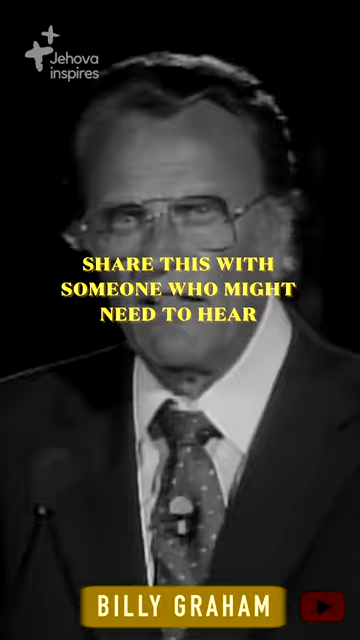 Jehova
inspires
SHARE THIS WITH
SOMEONE WHO MIGHT
NEED TO HEAR
BILLY GRAHAM